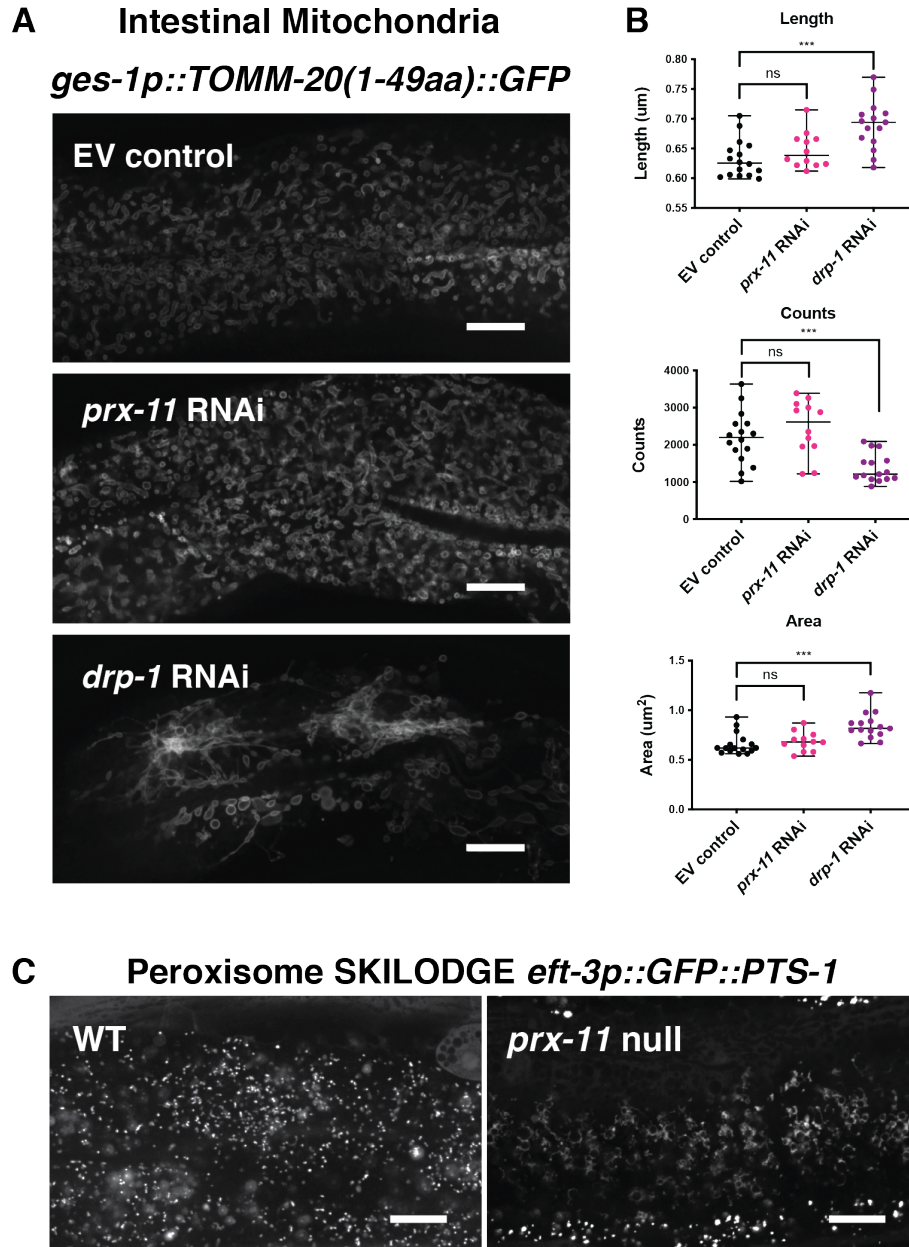 A
Intestinal Mitochondria
ges-1p::TOMM-20(1-49aa)::GFP
EV control
prx-11 RNAi
drp-1 RNAi
B
Length
***
ns
Length (um)
0.80
0.75
0.70
0.65
0.60
0.55
EV control
prx-11 RNAi
drp-1 RNAi
Counts
***
ns
Counts
4000
3000
2000
1000
0
EV control
prx-11 RNAi
drp-1 RNAi
Area
***
ns
Area (um²)
1.5
1.0
0.5
0.0
EV control
prx-11 RNAi
drp-1 RNAi
C
Peroxisome SKILODGE eft-3p::GFP::PTS-1
WT
prx-11 null